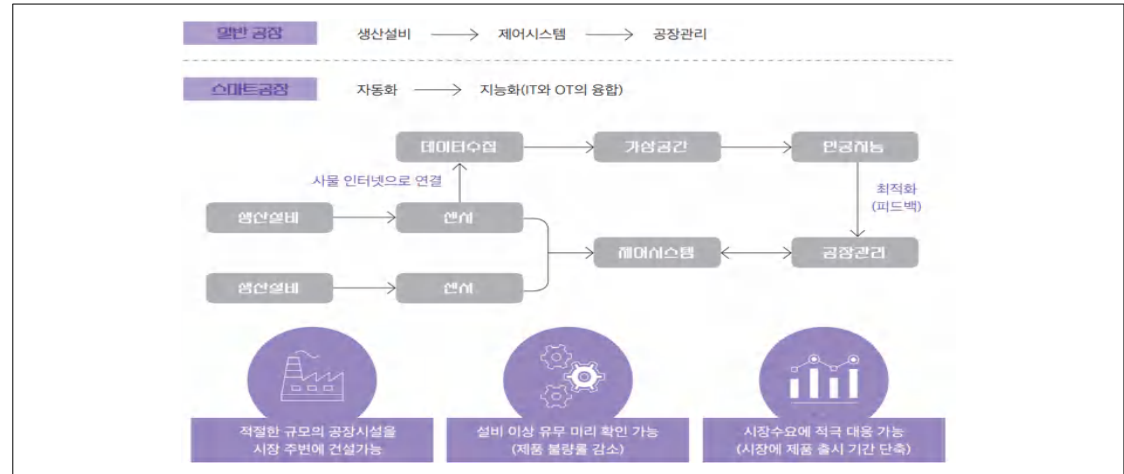 일반 공장 생산설비 제어시스템 공장관리
스마트공장 자동화 지능화(IT와 OT의 융합)
데이터수집 가상공간 인공지능
사물 인터넷으로 연결
최적화
(피드백)
생산설비 센서
제어시스템 공장관리
생산설비 센서
적절한 규모의 공장시설을
시장 주변에 건설가능
설비 이상 유무 미리 확인 가능
(제품 불량률 감소)
시장수요에 적극 대응 가능
(시장에 제품 출시 기간 단축)